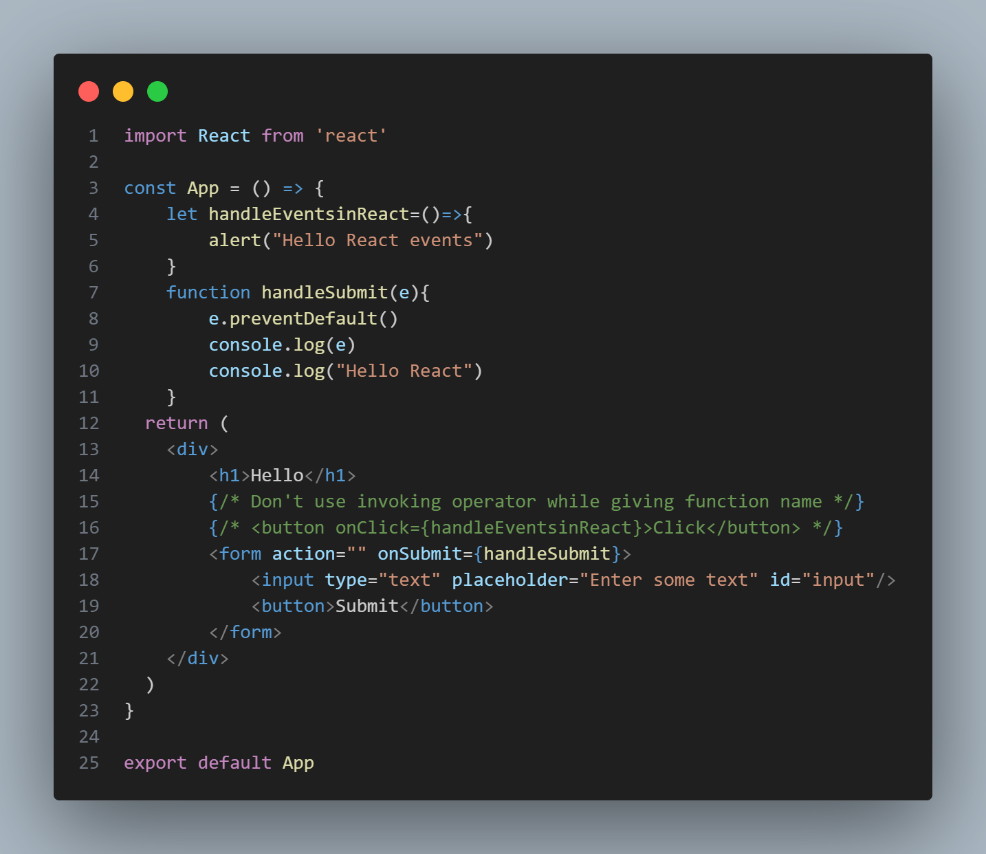 1 import React from 'react'
2
3 const App = () => {
4     let handleEventsinReact=()=>{
5         alert("Hello React events")
6     }
7     function handleSubmit(e){
8         e.preventDefault()
9         console.log(e)
10         console.log("Hello React")
11     }
12   return (
13     <div>
14         <h1>Hello</h1>
15         {/* Don't use invoking operator while giving function name */}
16         {/* <button onClick={handleEventsinReact}>Click</button> */}
17         <form action="" onSubmit={handleSubmit}>
18             <input type="text" placeholder="Enter some text" id="input"/>
19             <button>Submit</button>
20         </form>
21     </div>
22   )
23 }
24
25 export default App